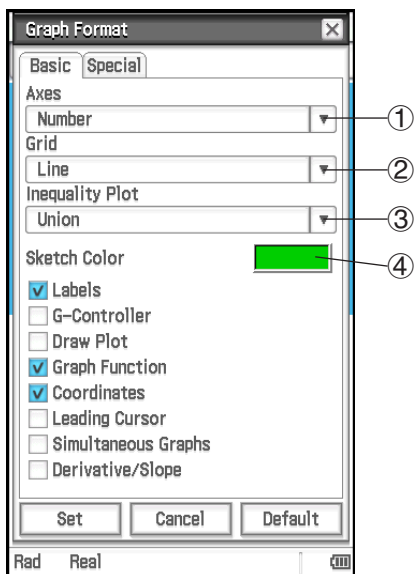 Graph Format
Basic Special
Axes
Number ①
Grid
Line ②
Inequality Plot
Union ③
Sketch Color ④
Labels
G-Controller
Draw Plot
Graph Function
Coordinates
Leading Cursor
Simultaneous Graphs
Derivative/Slope
Set Cancel Default
Rad Real